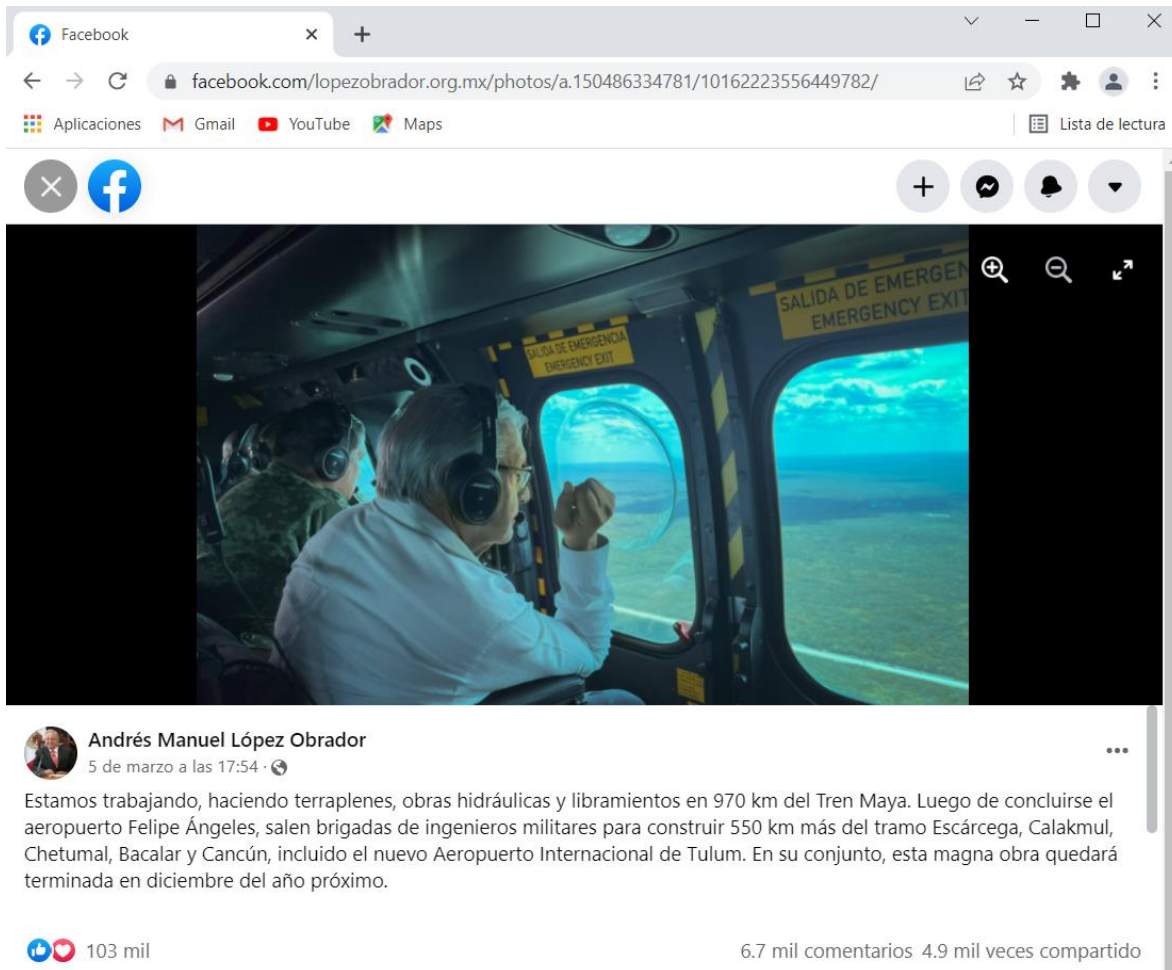 Facebook
facebook.com/lopezobrador.org.mx/photos/a.150486334781/10162223556449782/
Aplicaciones Gmail YouTube Maps Lista de lectura
SALIDA DE EMERGEN
EMERGENCY EXIT
SALIDA DE EMERGENCIA
EMERGENCY EXIT
Andrés Manuel López Obrador
5 de marzo a las 17:54 ·
Estamos trabajando, haciendo terraplenes, obras hidráulicas y libramientos en 970 km del Tren Maya. Luego de concluirse el
aeropuerto Felipe Ángeles, salen brigadas de ingenieros militares para construir 550 km más del tramo Escárcega, Calakmul,
Chetumal, Bacalar y Cancún, incluido el nuevo Aeropuerto Internacional de Tulum. En su conjunto, esta magna obra quedará
terminada en diciembre del año próximo.
103 mil 6.7 mil comentarios 4.9 mil veces compartido